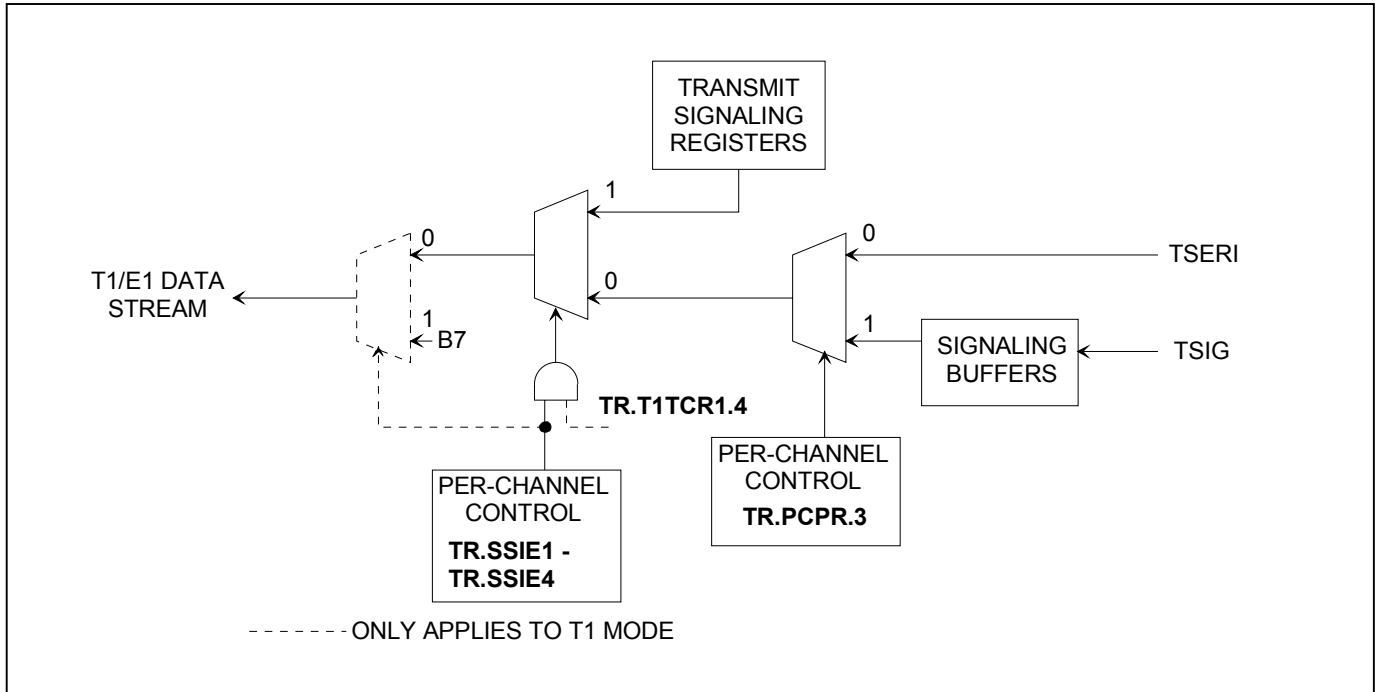 TRANSMIT
SIGNALING
REGISTERS
1
0
0
0
TSERI
T1/E1 DATA
STREAM
1
B7
1
SIGNALING
BUFFERS
TSIG
TR.T1TCR1.4
PER-CHANNEL
CONTROL
TR.PCPR.3
PER-CHANNEL
CONTROL
TR.SSIE1 -
TR.SSIE4
ONLY APPLIES TO T1 MODE